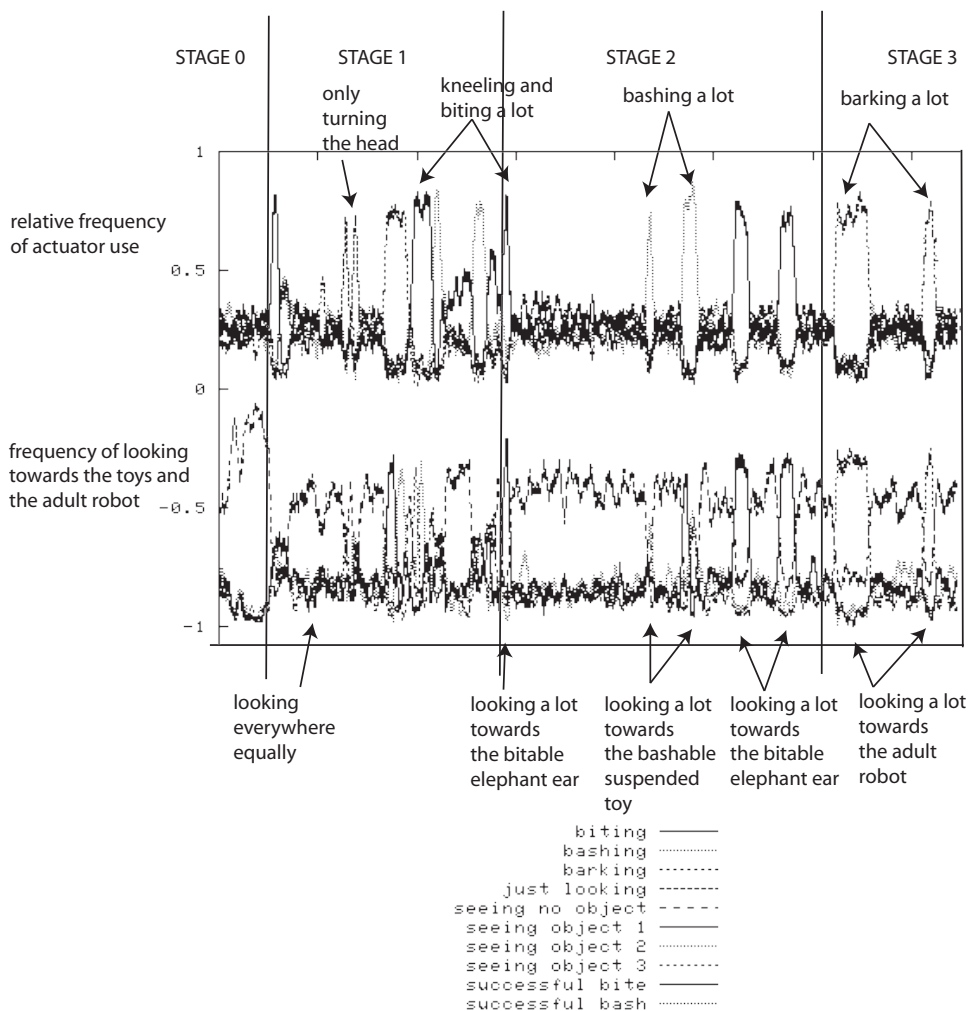 STAGE 0
STAGE 1
STAGE 2
STAGE 3
only
turning
the head
kneeling and
biting a lot
bashing a lot
barking a lot
relative frequency
of actuator use
1
0.5
0
frequency of looking
towards the toys and
the adult robot
-0.5
-1
looking
everywhere
equally
looking a lot
towards
the bitable
elephant ear
looking a lot
towards
the bashable
suspended
toy
looking a lot
towards
the bitable
elephant ear
looking a lot
towards
the adult
robot
biting
bashing
barking
just looking
seeing no object
seeing object 1
seeing object 2
seeing object 3
successful bite
successful bash